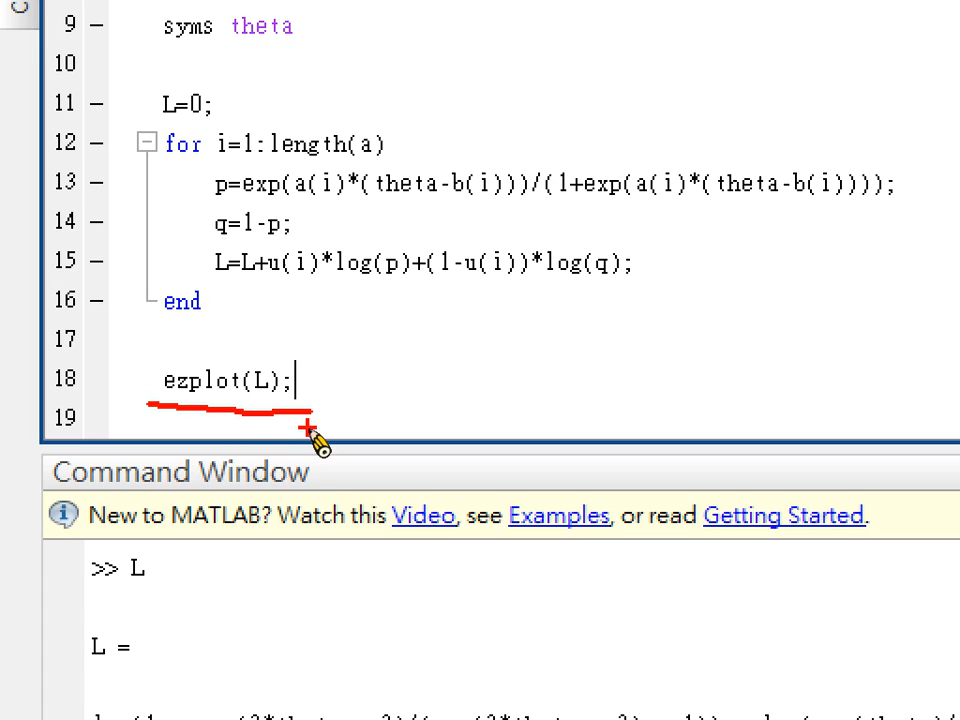 9 – syms theta
10
11 – L=0;
12 – for i=1:length(a)
13 – p=exp(a(i)*(theta-b(i)))/(1+exp(a(i)*(theta-b(i))));
14 – q=1-p;
15 – L=L+u(i)*log(p)+(1-u(i))*log(q);
16 – end
17
18 ezplot(L);
19
Command Window
New to MATLAB? Watch this Video, see Examples, or read Getting Started.
>> L
L =